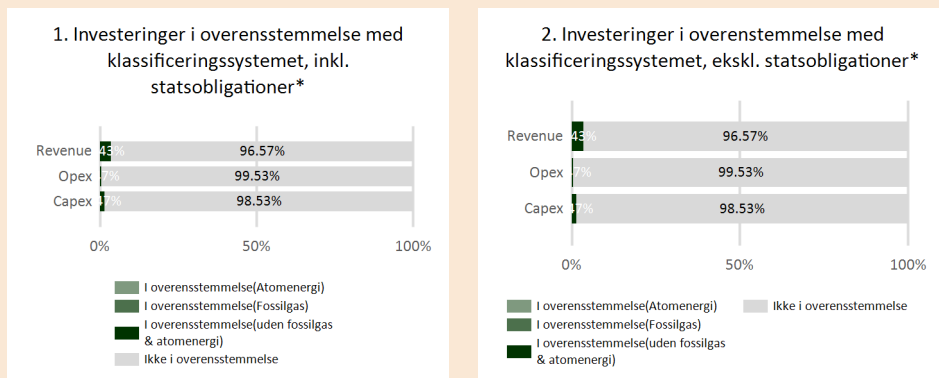 1. Investeringer i overensstemmelse med
klassificeringssystemet, inkl.
statsobligationer*
Revenue
96.57%
Opex
99.53%
Capex
98.53%
0% 50% 100%
I overensstemmelse(Atomenergi)
I overensstemmelse(Fossilgas)
I overensstemmelse(uden fossilgas
& atomenergi)
Ikke i overensstemmelse
2. Investeringer i overenstemmelse med
klassificeringssystemet, ekskl. statsobligationer*
Revenue
96.57%
Opex
99.53%
Capex
98.53%
0% 50% 100%
I overensstemmelse(Atomenergi)
Ikke i overensstemmelse
I overensstemmelse(Fossilgas)
I overensstemmelse(uden fossilgas
& atomenergi)